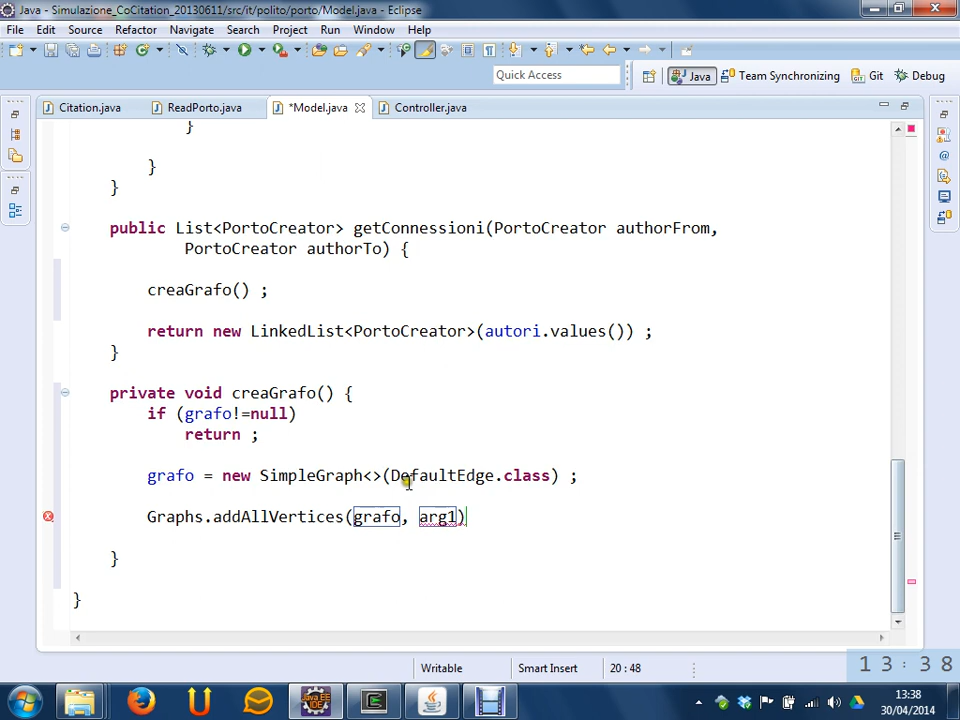 Java - Simulazione_CoCitation_20130611/src/it/polito/porto/Model.java - Eclipse
File Edit Source Refactor Navigate Search Project Run Window Help
Quick Access
Java Team Synchronizing Git Debug
Citation.java ReadPorto.java *Model.java Controller.java
}
}
}
public List<PortoCreator> getConnessioni(PortoCreator authorFrom,
PortoCreator authorTo) {
creaGrafo() ;
return new LinkedList<PortoCreator>(autori.values()) ;
}
private void creaGrafo() {
if (grafo!=null)
return ;
grafo = new SimpleGraph<>(DefaultEdge.class) ;
Graphs.addAllVertices(grafo, arg1)
}
}
Writable Smart Insert 20 : 48
13:38
13:38
30/04/2014